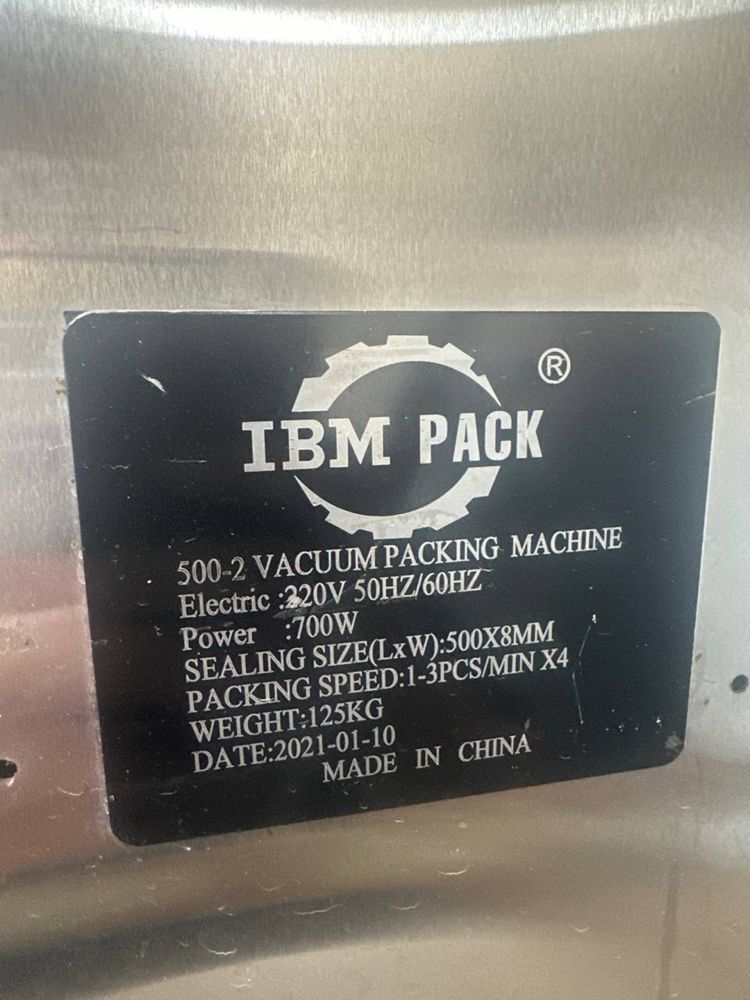 IBM PACK ®
500-2 VACUUM PACKING MACHINE
Electric :220V 50HZ/60HZ
Power :700W
SEALING SIZE(LxW):500X8MM
PACKING SPEED:1-3PCS/MIN X4
WEIGHT:125KG
DATE:2021-01-10
MADE IN CHINA